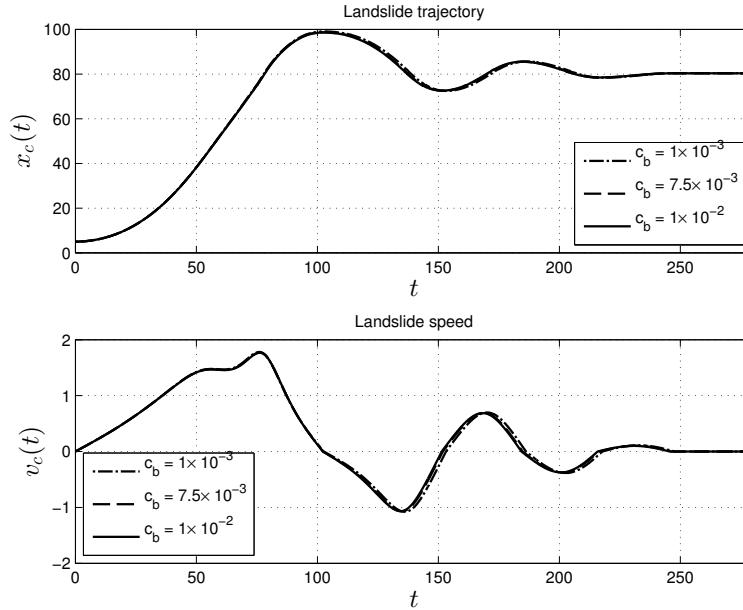 Landslide trajectory
100
80
60
40
20
0
x_c(t)
0 50 100 150 200 250
t
c_b = 1× 10^−3
c_b = 7.5× 10^−3
c_b = 1× 10^−2
Landslide speed
2
1
0
−1
−2
v_c(t)
c_b = 1× 10^−3
c_b = 7.5× 10^−3
c_b = 1× 10^−2
0 50 100 150 200 250
t